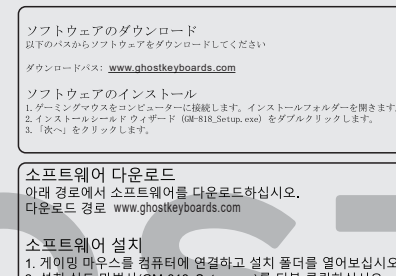 ソフトウェアのダウンロード
以下のパスからソフトウェアをダウンロードしてください
ダウンロードパス: www.ghostkeyboards.com
ソフトウェアのインストール
1. ゲーミングマウスをコンピューターに接続します。インストールフォルダーを開きます
2. インストールシールド ウィザード (GM-818_Setup.exe) をダブルクリックします。
3. 「次へ」をクリックします。
소프트웨어 다운로드
아래 경로에서 소프트웨어를 다운로드하십시오.
다운로드 경로 www.ghostkeyboards.com
소프트웨어 설치
1. 게이밍 마우스를 컴퓨터에 연결하고 설치 폴더를 열어보십시오